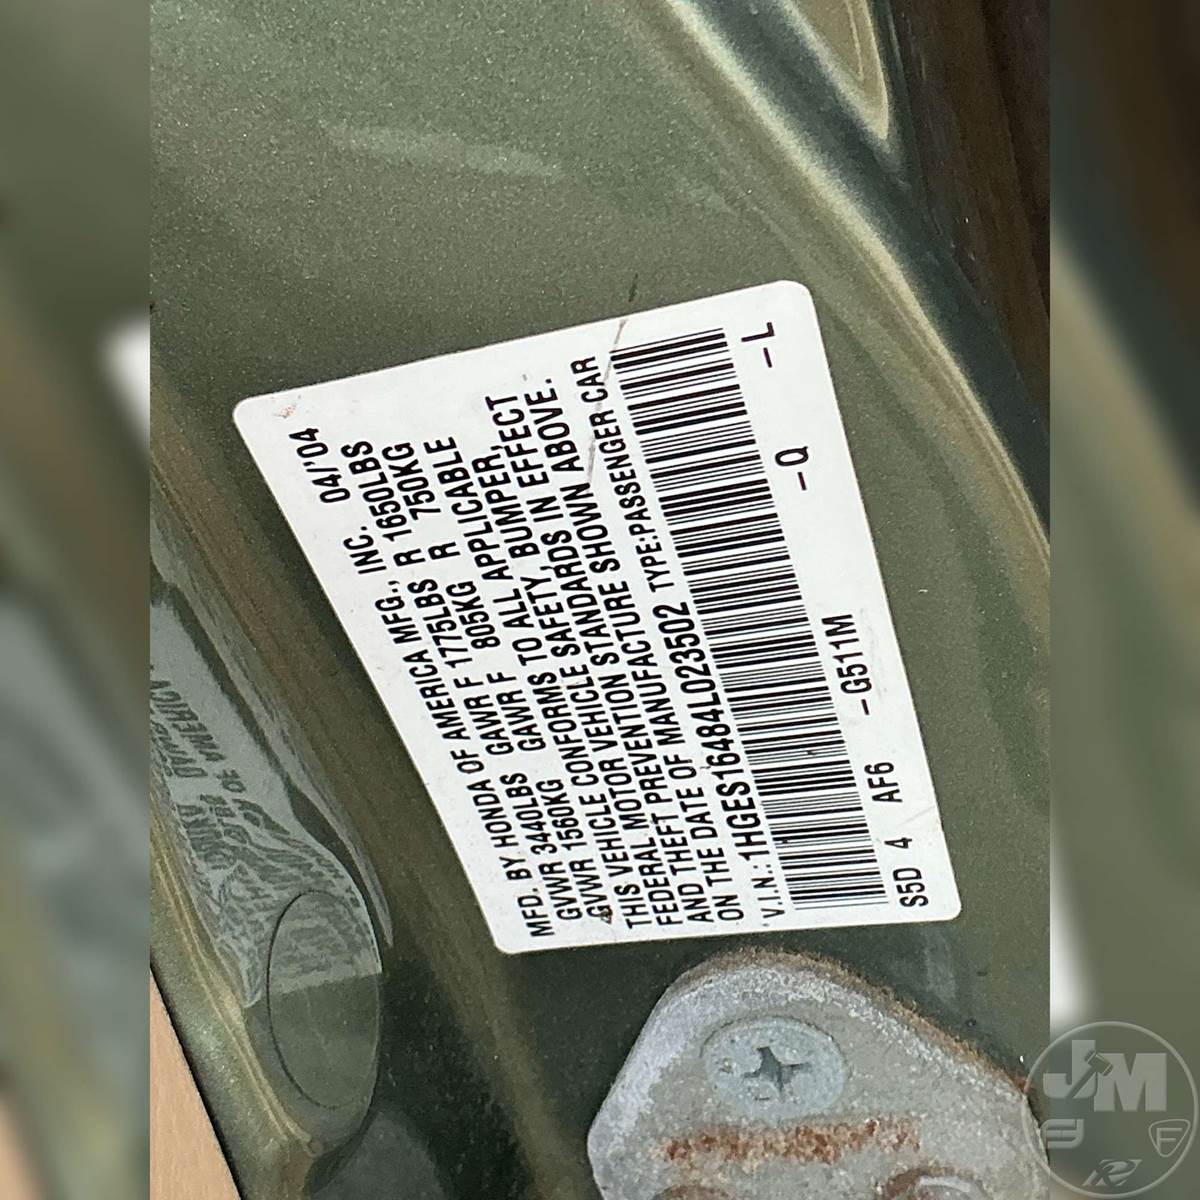 MFD. BY HONDA OF AMERICA MFG., INC. 04/'04
GVWR 3440LBS GAWR F 1775LBS R 1650LBS
GVWR 1560KG GAWR F 805KG R 750KG
THIS VEHICLE CONFORMS TO ALL APPLICABLE
FEDERAL MOTOR VEHICLE SAFETY, BUMPER,
AND THEFT PREVENTION STANDARDS IN EFFECT
ON THE DATE OF MANUFACTURE SHOWN ABOVE.
V.I.N.:1HGES16484L023502 TYPE:PASSENGER CAR
S5D 4 AF6 -G511M -Q -L
JM